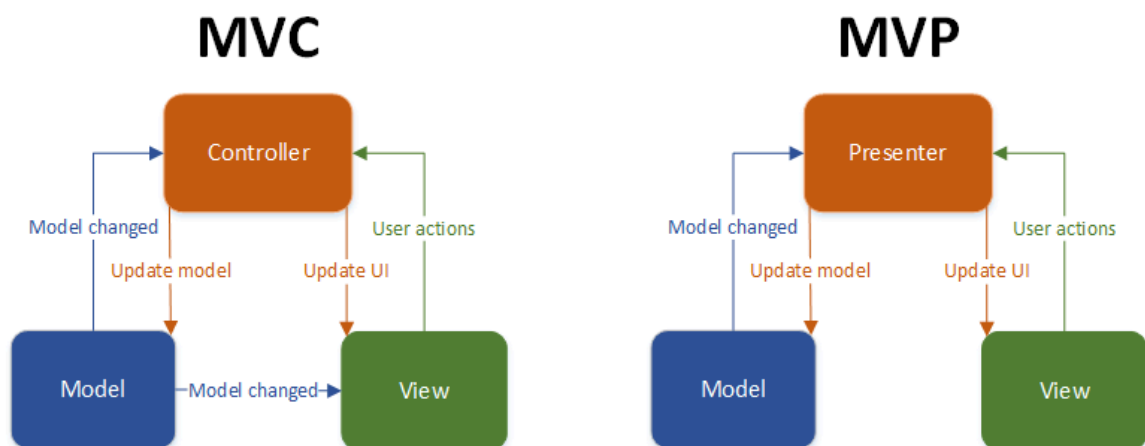 MVC
MVP
Controller
Presenter
Model changed
User actions
Update model
Update UI
Model changed
User actions
Update model
Update UI
Model
Model changed
View
Model
View